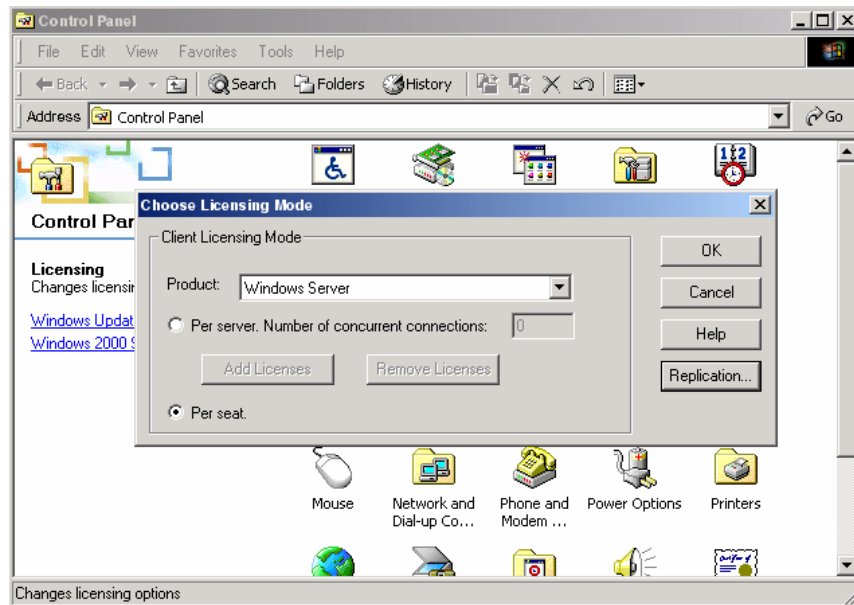 Control Panel
File Edit View Favorites Tools Help
Back Search Folders History
Address Control Panel Go
Control Par
Licensing
Changes licensin
Windows Updat
Windows 2000 S
Choose Licensing Mode
Client Licensing Mode
Product: Windows Server
Per server. Number of concurrent connections: 0
Add Licenses Remove Licenses
Per seat.
OK
Cancel
Help
Replication...
Mouse
Network and
Dial-up Co...
Phone and
Modem ...
Power Options
Printers
Changes licensing options